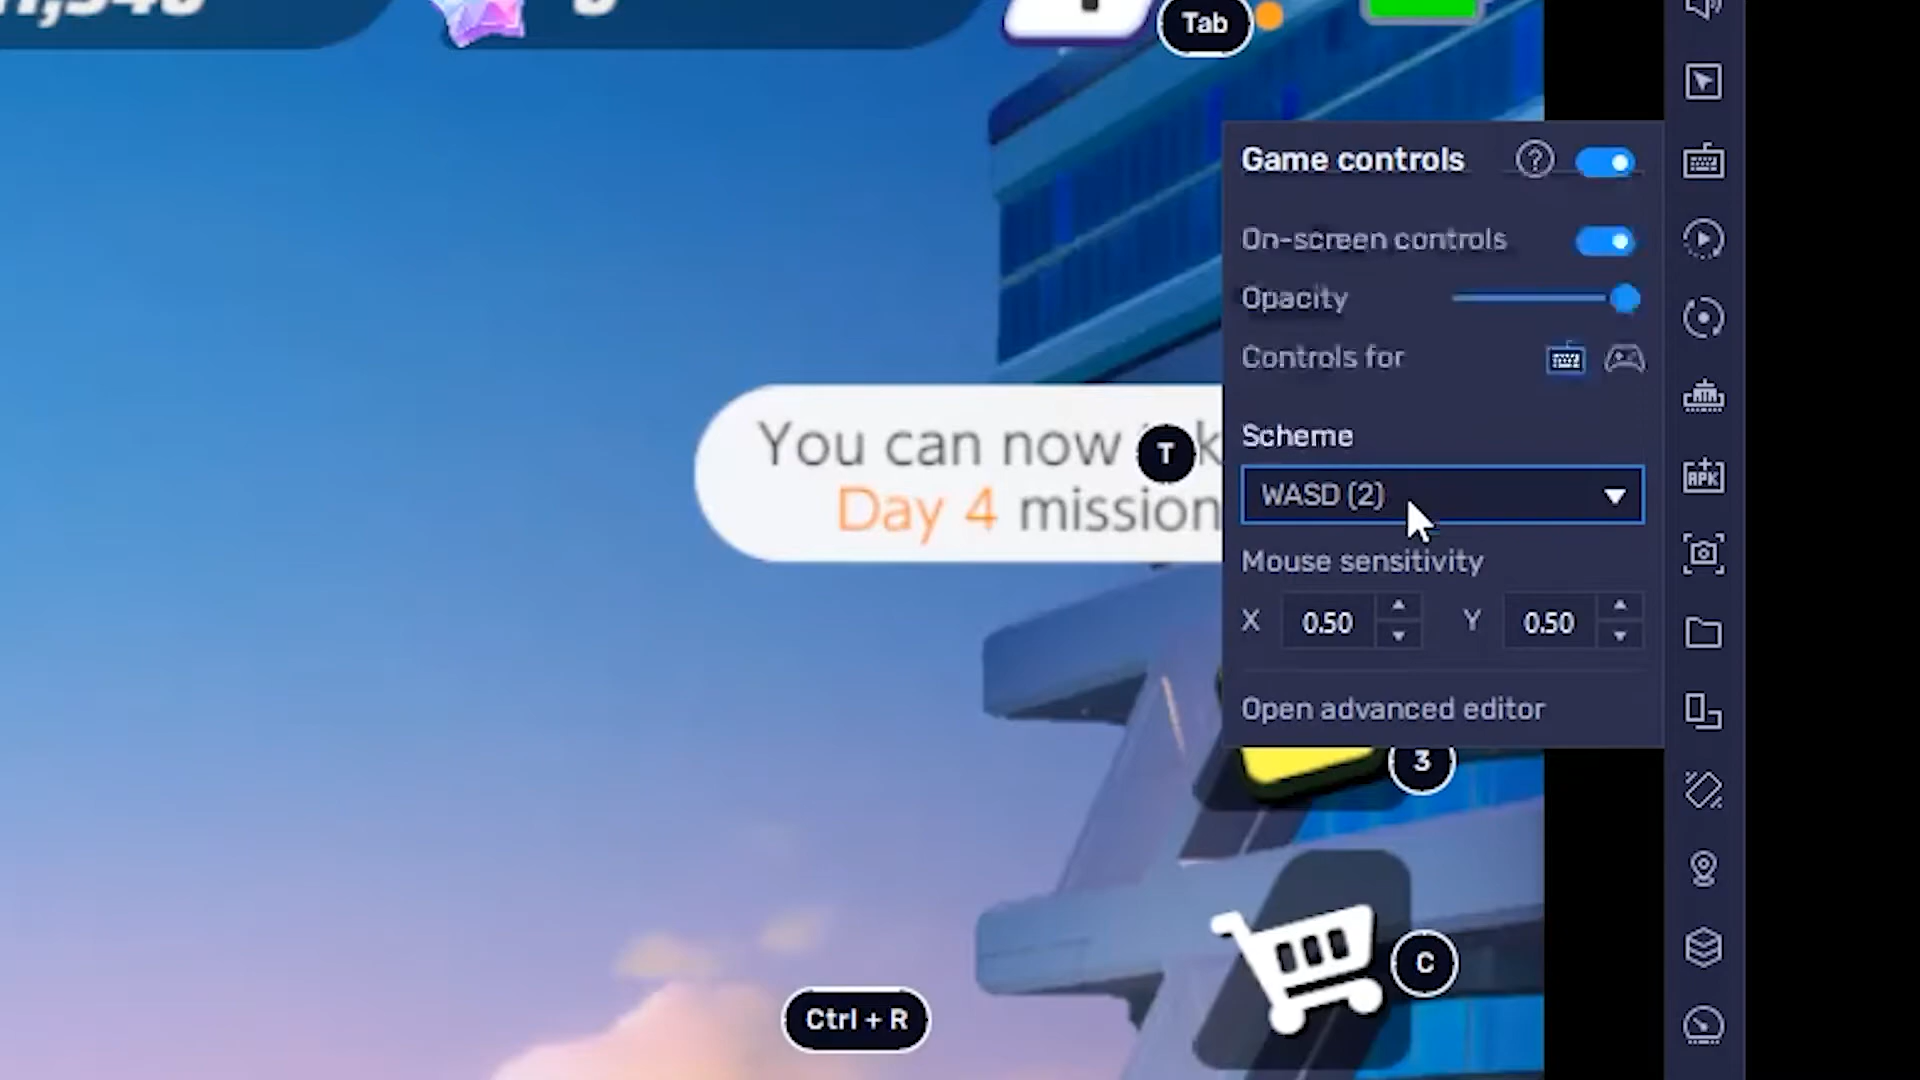 Tab
Game controls
On-screen controls
Opacity
Controls for
You can now
T
Day 4 mission
Scheme
WASD (2)
Mouse sensitivity
X 0.50 Y 0.50
Open advanced editor
3
C
Ctrl + R
APK